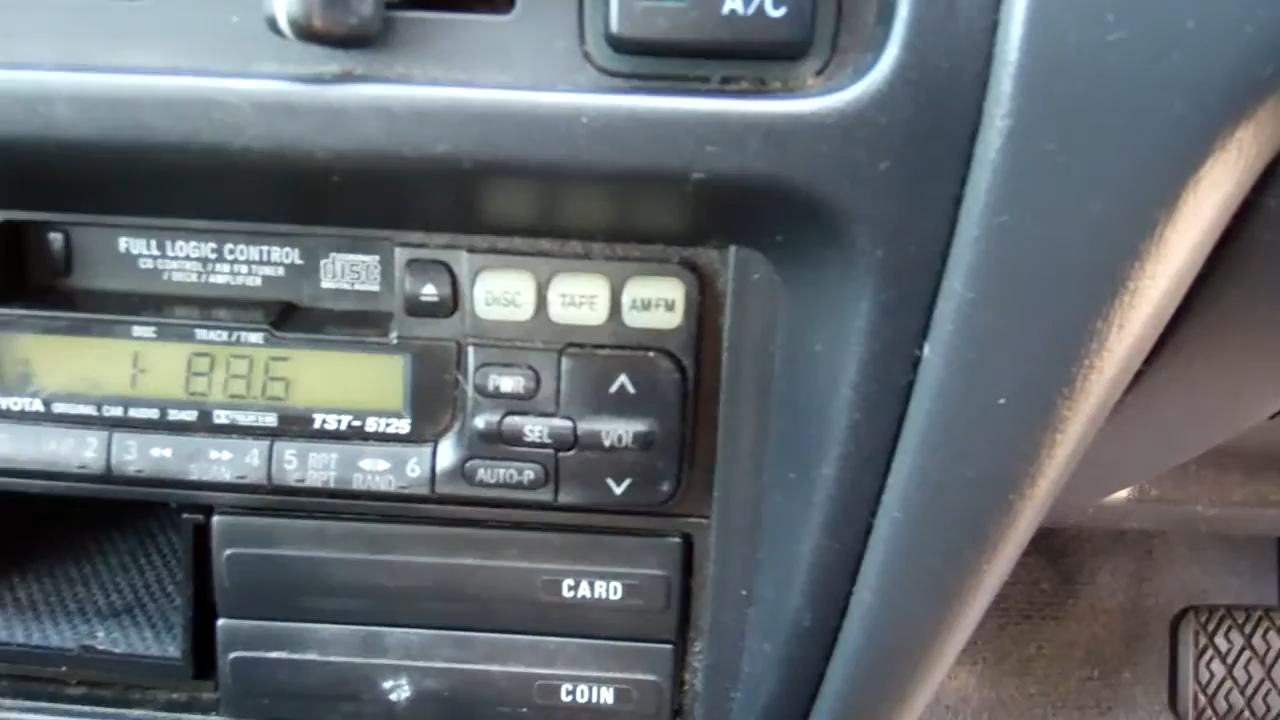 A/C
FULL LOGIC CONTROL
CD CONTROL / AM FM TUNER
/ DECK / AMPLIFIER
disc
DIGITAL AUDIO
DISC
TAPE
AM·FM
DISC TRACK / TIME
1- 88.6
YOTA ORIGINAL CAR AUDIO
TST-5125
PWR
SEL
VOL
AUTO-P
2
3
4
SCAN
5 RPT
RPT
BAND
6
CARD
COIN